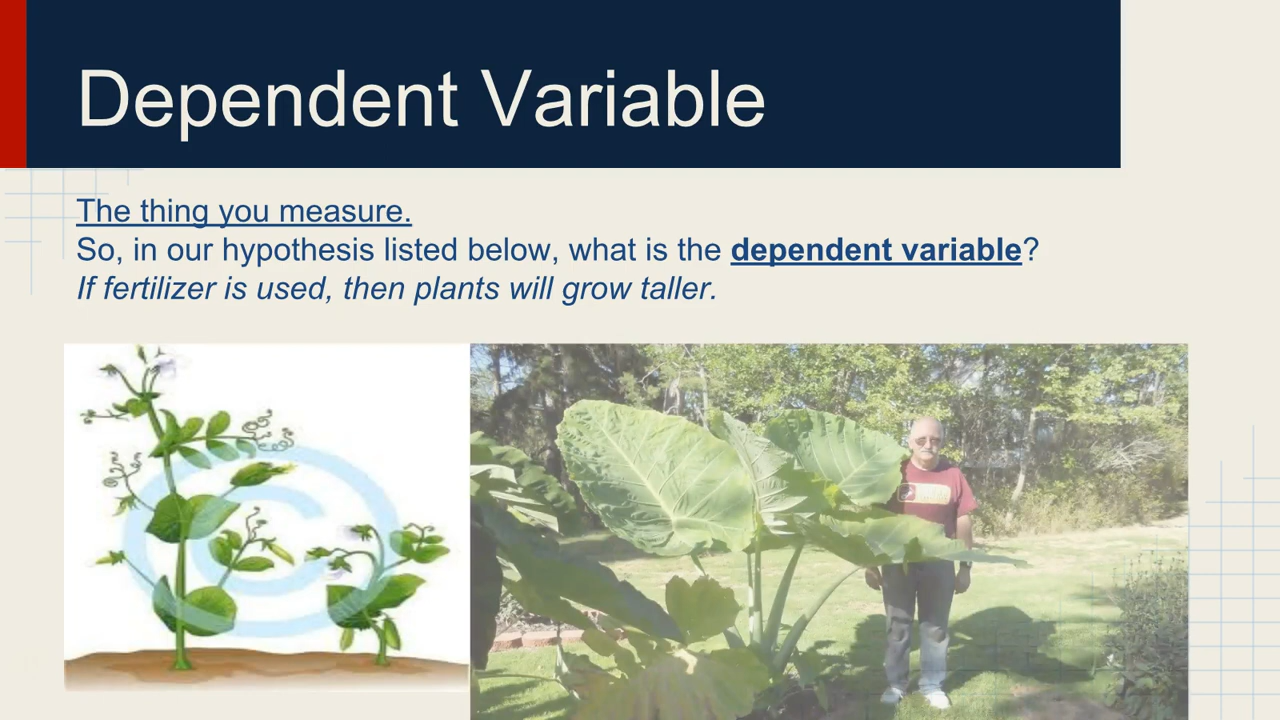 Dependent Variable
The thing you measure.
So, in our hypothesis listed below, what is the dependent variable?
If fertilizer is used, then plants will grow taller.
©